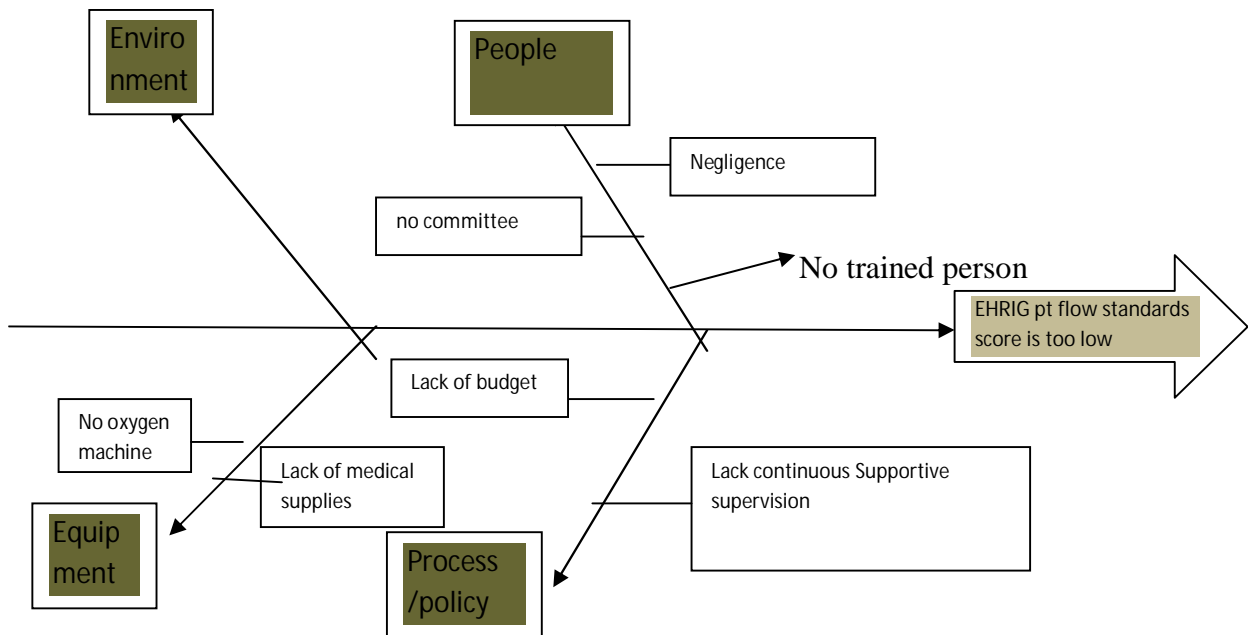 Enviro
nment
People
Negligence
no committee
No trained person
EHRIG pt flow standards
score is too low
Lack of budget
No oxygen
machine
Lack of medical
supplies
Lack continuous Supportive
supervision
Equip
ment
Process
/policy